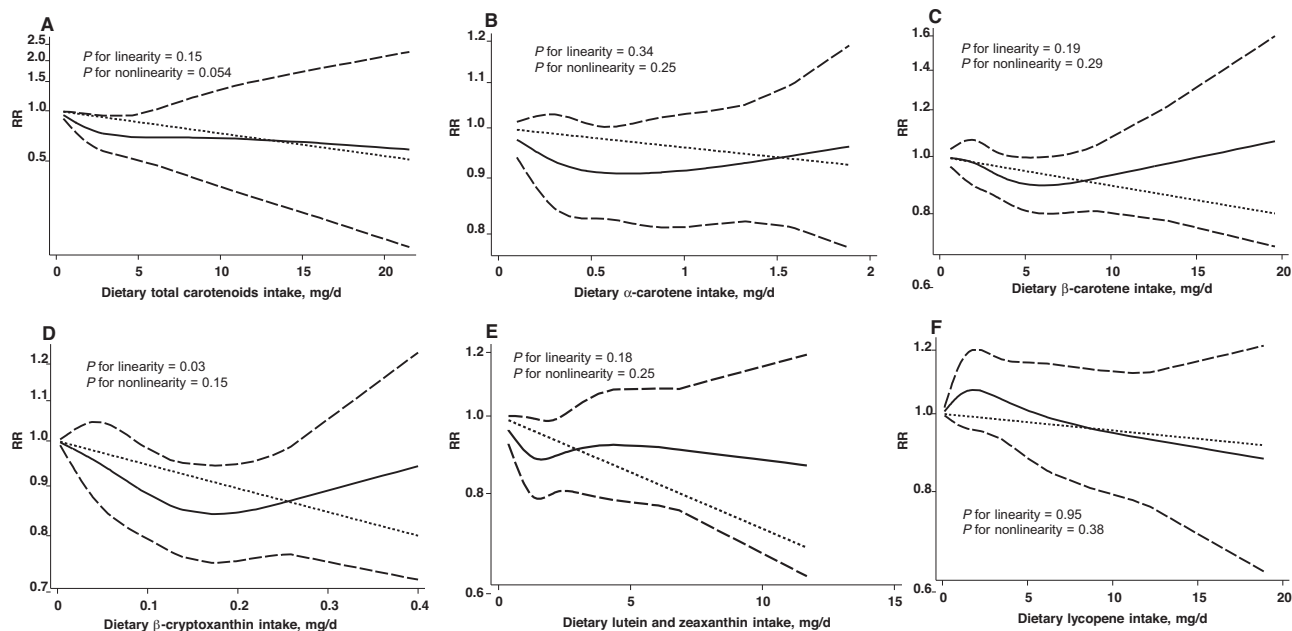 A
2.5
2.0
1.5
1.0
0.5
RR
P for linearity = 0.15
P for nonlinearity = 0.054
0 5 10 15 20
Dietary total carotenoids intake, mg/d
B
1.2
1.1
1.0
0.9
0.8
RR
P for linearity = 0.34
P for nonlinearity = 0.25
0 0.5 1 1.5 2
Dietary α-carotene intake, mg/d
C
1.6
1.4
1.2
1.0
0.8
0.6
RR
P for linearity = 0.19
P for nonlinearity = 0.29
0 5 10 15 20
Dietary β-carotene intake, mg/d
D
1.2
1.1
1.0
0.9
0.8
0.7
RR
P for linearity = 0.03
P for nonlinearity = 0.15
0 0.1 0.2 0.3 0.4
Dietary β-cryptoxanthin intake, mg/d
E
1.2
1.0
0.8
0.6
RR
P for linearity = 0.18
P for nonlinearity = 0.25
0 5 10 15
Dietary lutein and zeaxanthin intake, mg/d
F
1.2
1.0
0.8
0.6
RR
P for linearity = 0.95
P for nonlinearity = 0.38
0 5 10 15 20
Dietary lycopene intake, mg/d